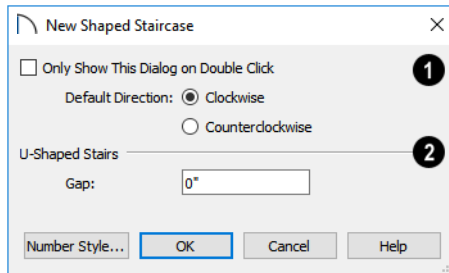 New Shaped Staircase
Only Show This Dialog on Double Click
1
Default Direction: Clockwise
Counterclockwise
U-Shaped Stairs
2
Gap: 0"
Number Style... OK Cancel Help